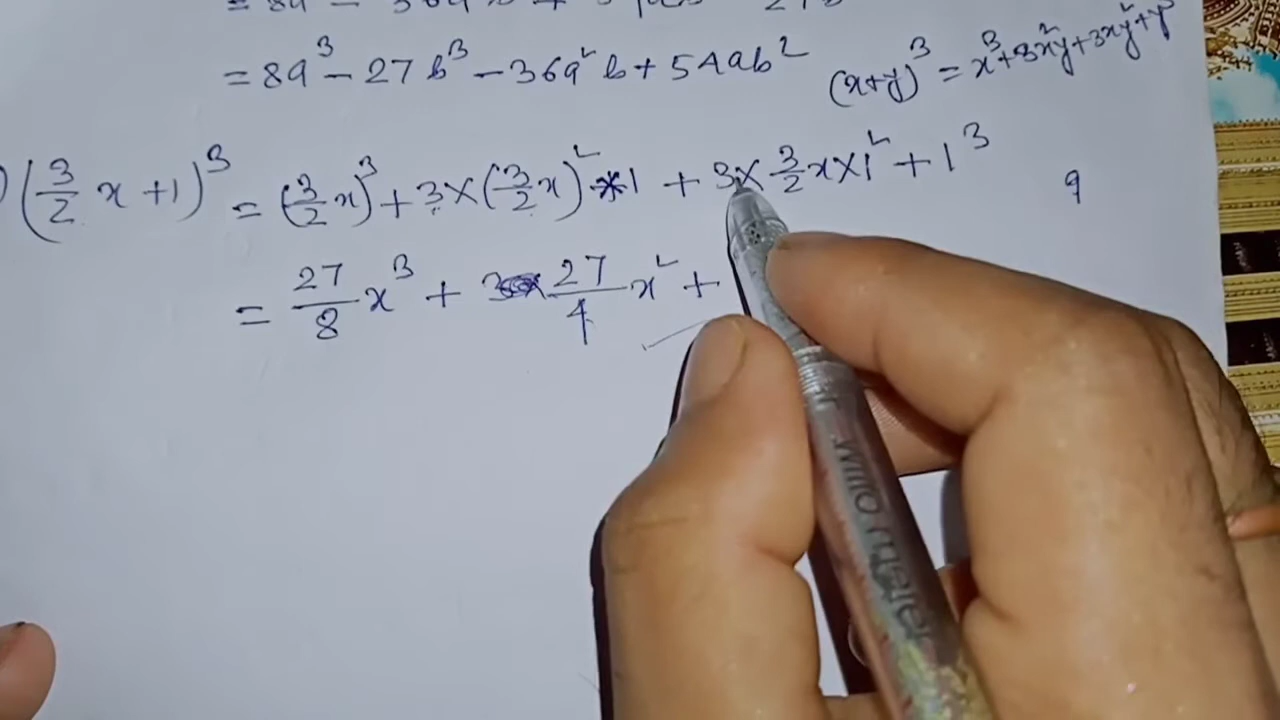 = 8a³ - 27b³ - 36a²b + 54ab²
(x+y)³ = x³+3x²y+3xy²+y³
(3/2 x + 1)³ = (3/2 x)³ + 3 × (3/2 x)² × 1 + 3 × 3/2 x × 1² + 1³
9
= 27/8 x³ + 27/4 x² +